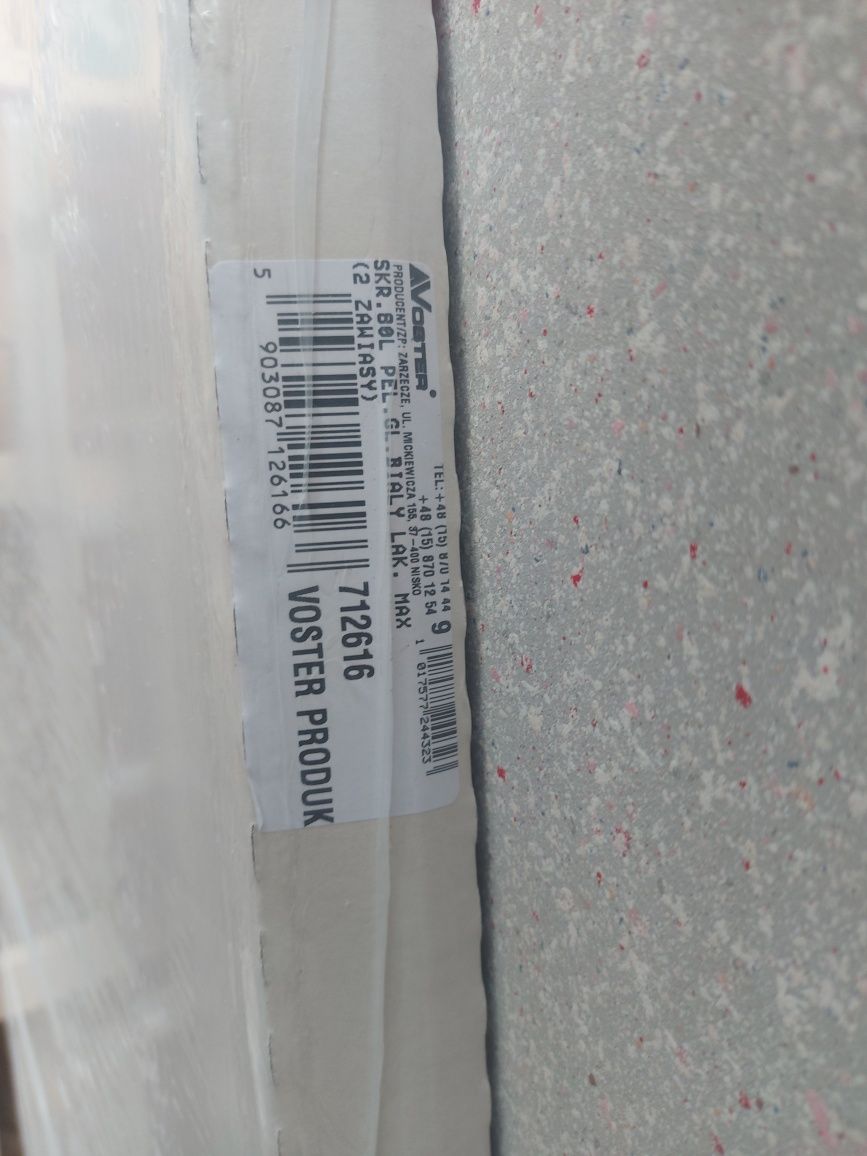 VOSTER
TEL: +48 (15) 870 14 44
+48 (15) 870 12 54
PRODUCENT/ZP: ZARZECZE, UL. MICKIEWICZA 155, 37-400 NISKO
SKR.80L PEŁ.GŁ.BIAŁY LAK. MAX
(2 ZAWIASY)
9
1 017577 244323
712616
5 903087 126166
VOSTER PRODUK